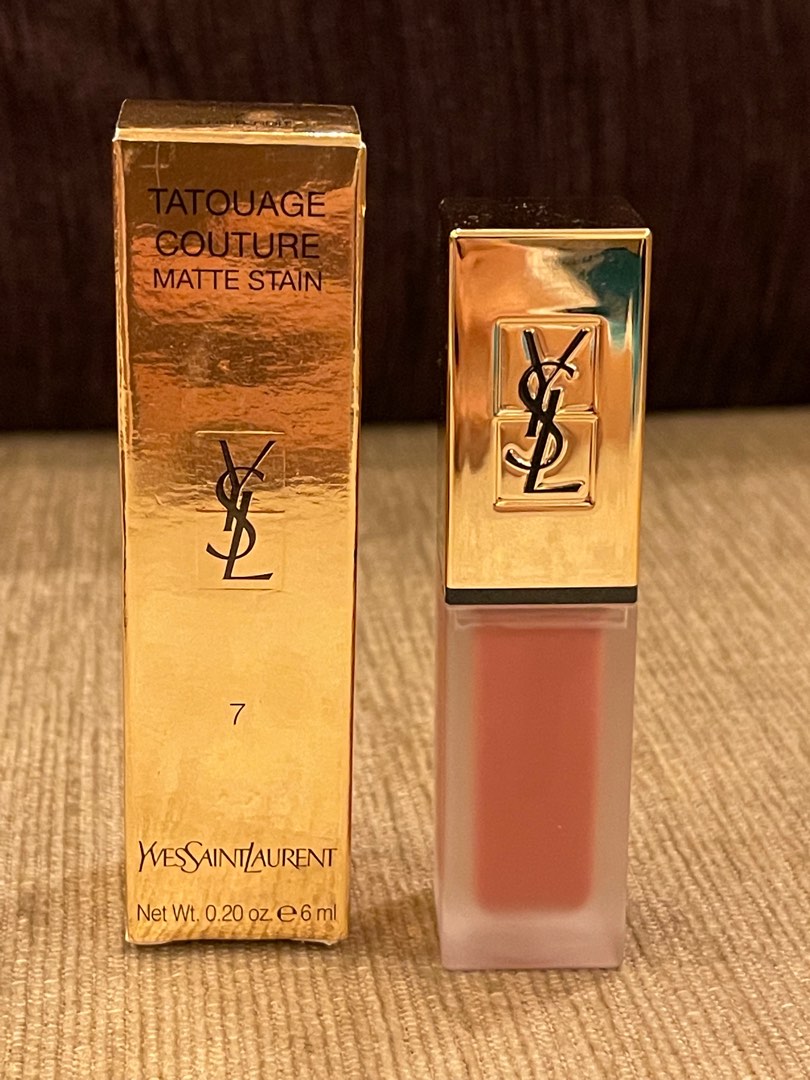 TATOUAGE
COUTURE
MATTE STAIN
YSL
7
YVESSAINTLAURENT
Net Wt. 0.20 oz. ℮ 6 ml
YSL